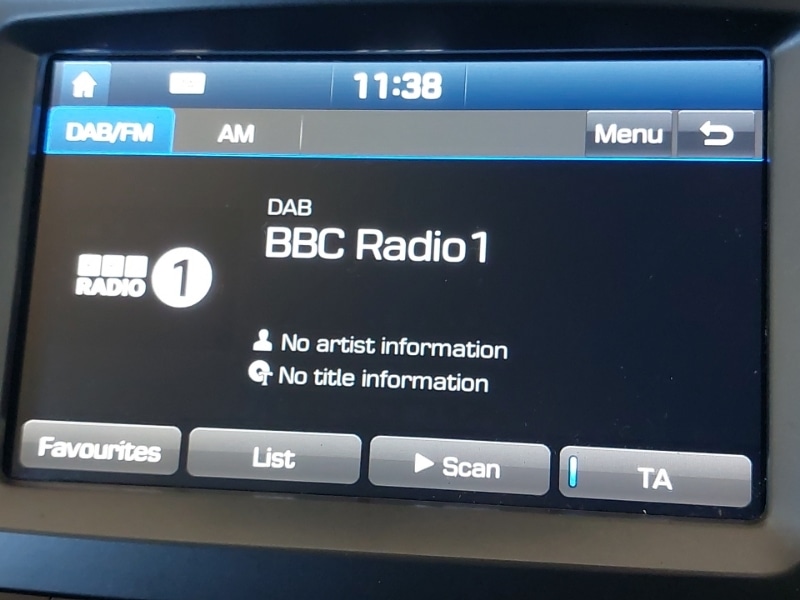 11:38
DAB/FM AM Menu
DAB
BBC Radio 1
RADIO 1
No artist information
No title information
Favourites List Scan TA